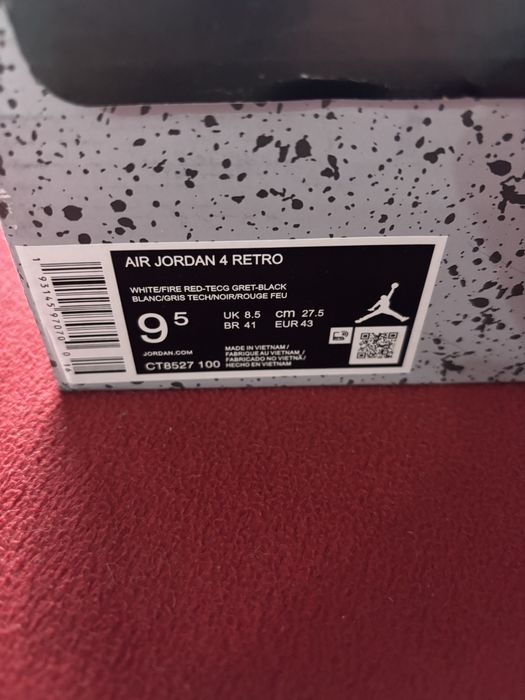 AIR JORDAN 4 RETRO
WHITE/FIRE RED-TECG GRET-BLACK
BLANC/GRIS TECH/NOIR/ROUGE FEU
9 5
UK 8.5 cm 27.5
BR 41 EUR 43
JORDAN.COM
MADE IN VIETNAM /
FABRIQUE AU VIETNAM /
FABRICADO NO VIETNÃ /
HECHO EN VIETNAM
CT8527 100